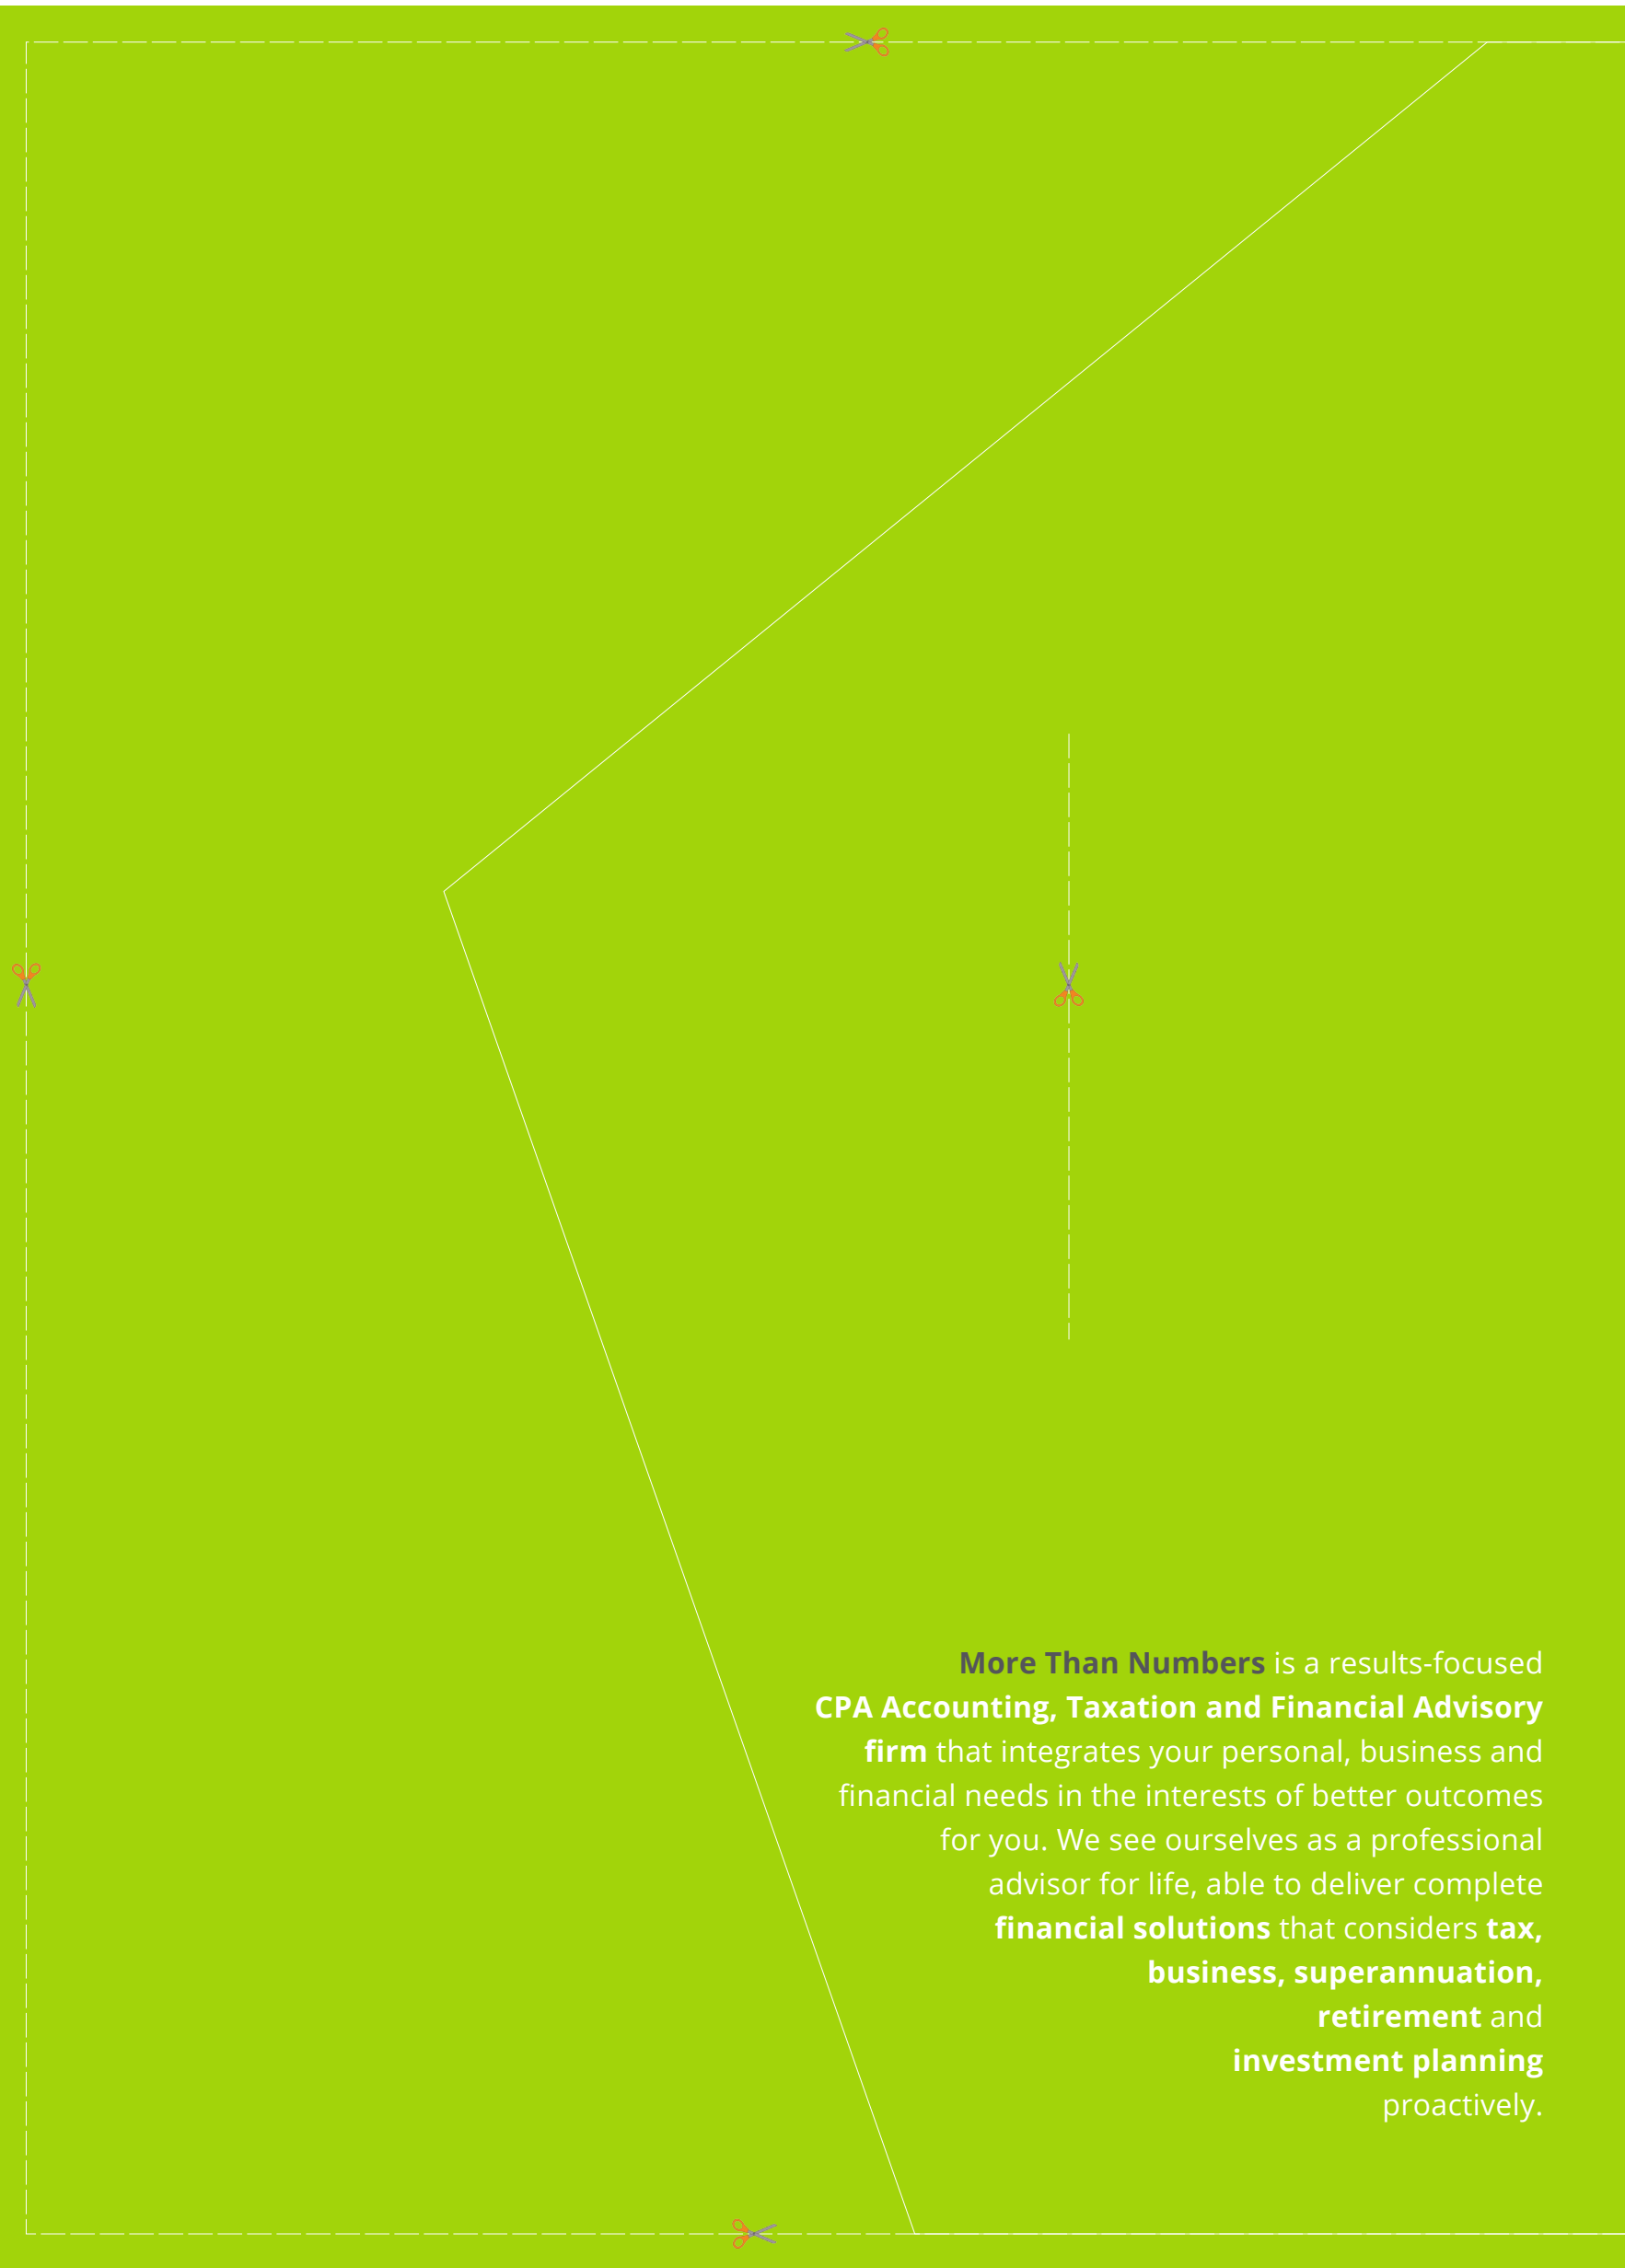 More Than Numbers is a results-focused
CPA Accounting, Taxation and Financial Advisory
firm that integrates your personal, business and
financial needs in the interests of better outcomes
for you. We see ourselves as a professional
advisor for life, able to deliver complete
financial solutions that considers tax,
business, superannuation,
retirement and
investment planning
proactively.